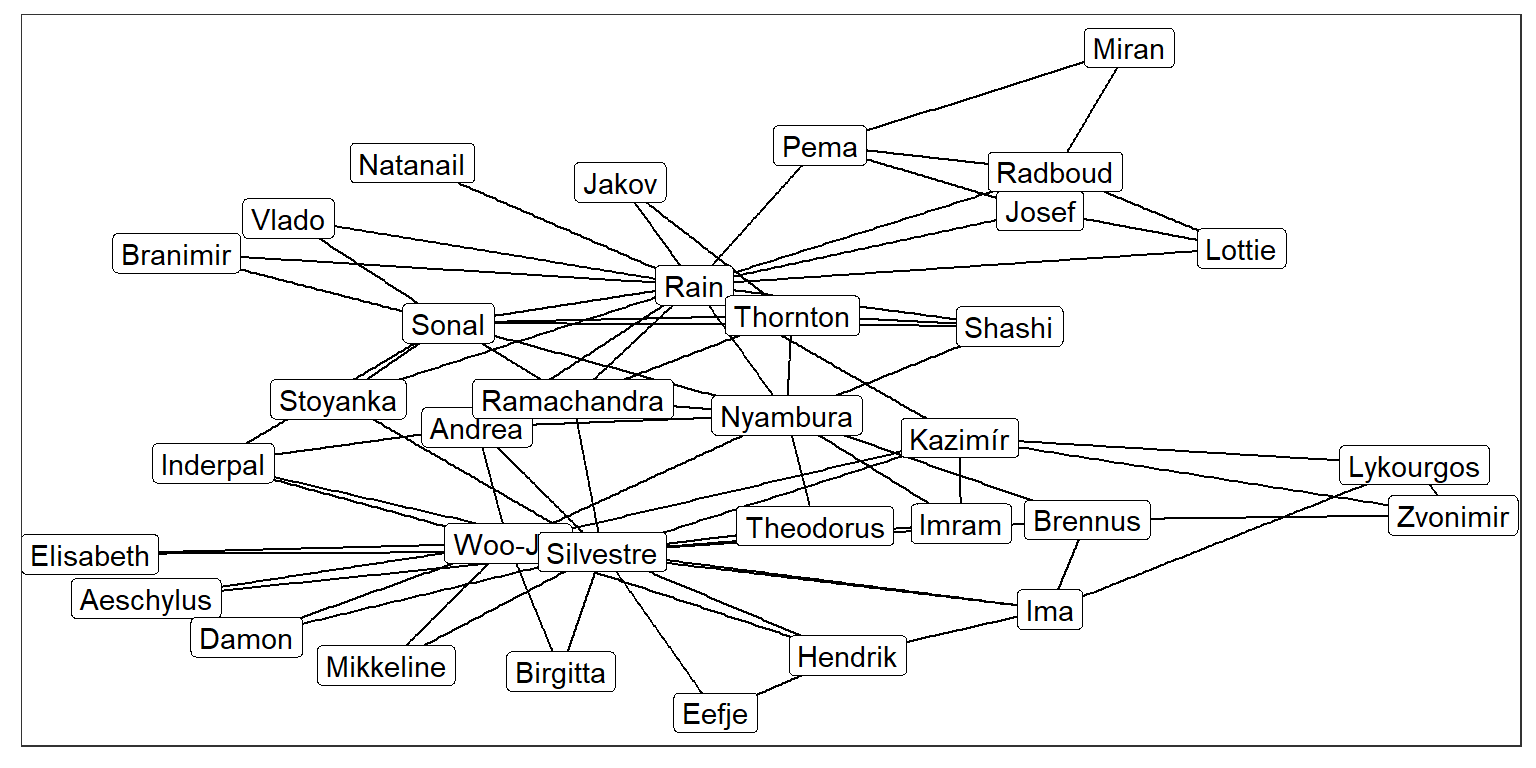 Miran
Pema
Natanail
Radboud
Jakov
Josef
Vlado
Lottie
Branimir
Rain
Thornton
Sonal
Shashi
Stoyanka
Ramachandra
Nyambura
Andrea
Kazimír
Inderpal
Lykourgos
Zvonimir
Theodorus
Imram
Brennus
Woo-J
Silvestre
Elisabeth
Aeschylus
Ima
Damon
Hendrik
Mikkeline
Birgitta
Eefje